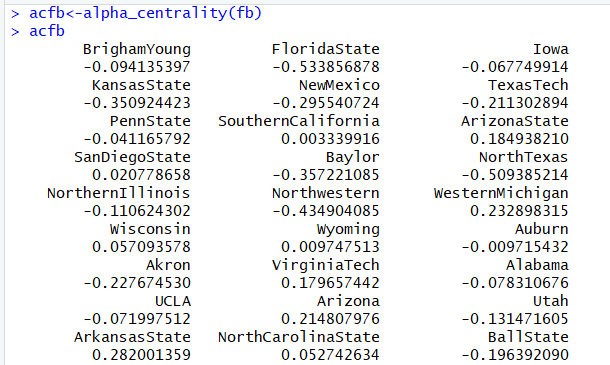 > acfb<-alpha_centrality(fb)
> acfb
BrighamYoung FloridaState Iowa
-0.094135397 -0.533856878 -0.067749914
KansasState NewMexico TexasTech
-0.350924423 -0.295540724 -0.211302894
PennState SouthernCalifornia ArizonaState
-0.041165792 0.003339916 0.184938210
SanDiegoState Baylor NorthTexas
0.020778658 -0.357221085 -0.509385214
NorthernIllinois Northwestern WesternMichigan
-0.110624302 -0.434904085 0.232898315
Wisconsin Wyoming Auburn
0.057093578 0.009747513 -0.009715432
Akron VirginiaTech Alabama
-0.227674530 0.179657442 -0.078310676
UCLA Arizona Utah
-0.071997512 0.214807976 -0.131471605
ArkansasState NorthCarolinaState BallState
0.282001359 0.052742634 -0.196392090